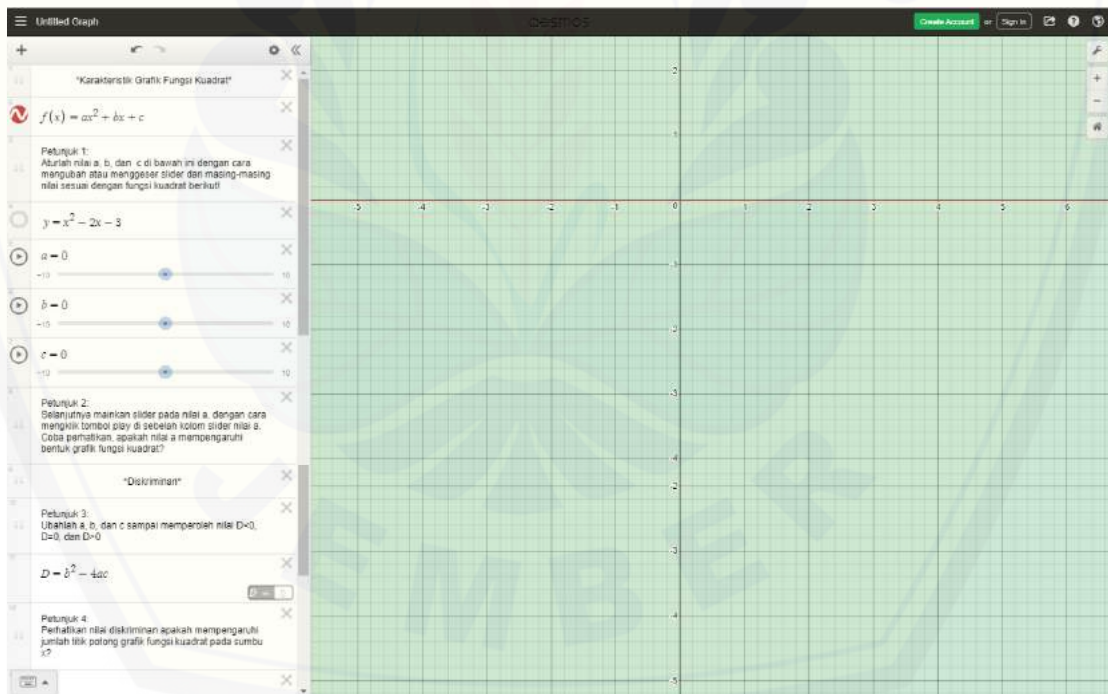 Untitled Graph
desmos
Create Account or Sign In
"Karakteristik Grafik Fungsi Kuadrat"
f(x) = ax² + bx + c
Petunjuk 1:
Aturlah nilai a, b, dan c di bawah ini dengan cara
mengubah atau menggeser slider dari masing-masing
nilai sesuai dengan fungsi kuadrat berikut!
y = x² − 2x − 3
a = 0
-10 10
b = 0
-10 10
c = 0
-10 10
Petunjuk 2:
Selanjutnya mainkan slider pada nilai a, dengan cara
mengklik tombol play di sebelah kolom slider nilai a.
Coba perhatikan, apakah nilai a mempengaruhi
bentuk grafik fungsi kuadrat?
"Diskriminan"
Petunjuk 3:
Ubahlah a, b, dan c sampai memperoleh nilai D<0,
D=0, dan D>0
D = b² − 4ac
Petunjuk 4:
Perhatikan nilai diskriminan apakah mempengaruhi
jumlah titik potong grafik fungsi kuadrat pada sumbu
x?
2
1
-5 -4 -3 -2 -1 0 1 2 3 4 5 6
-2
-3
-4
-2
-3
-4
-5
JEMBER